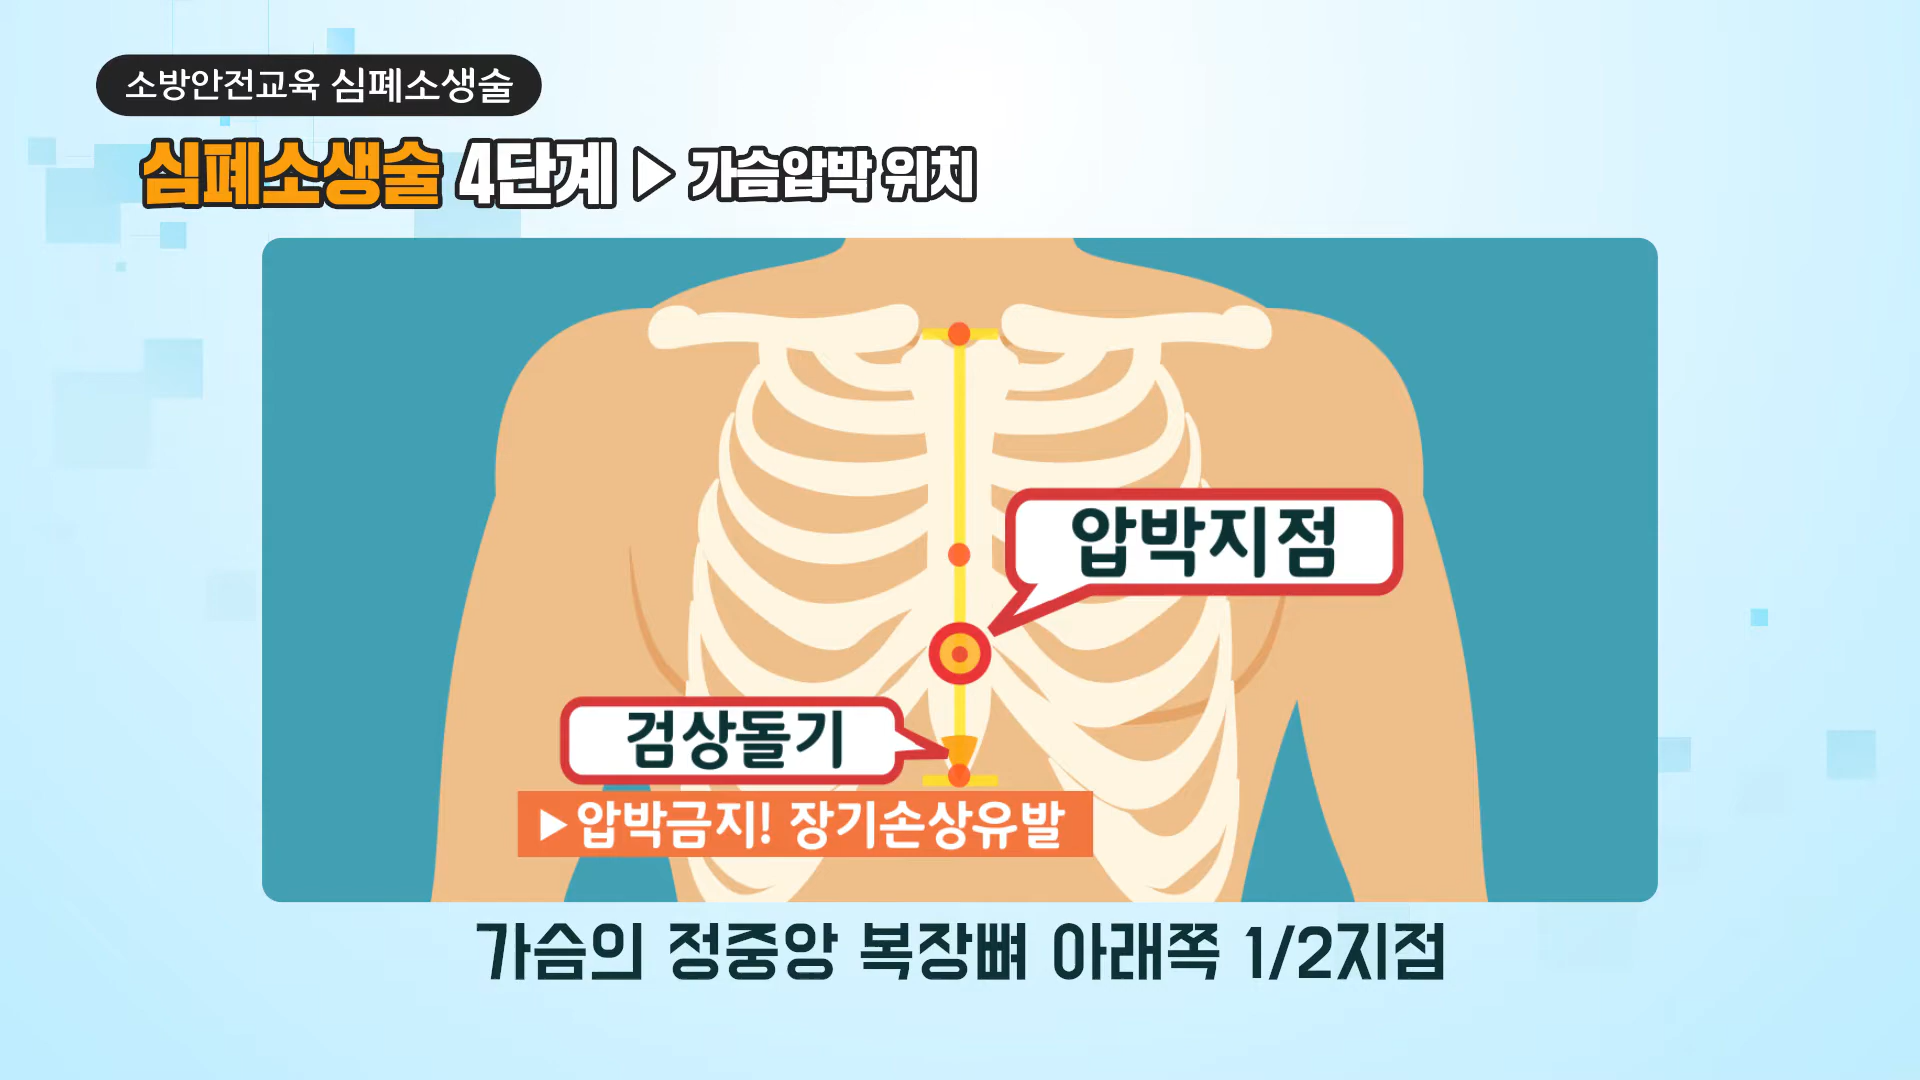 소방안전교육 심폐소생술
심폐소생술 4단계 ▶ 가슴압박 위치
압박지점
검상돌기
▶압박금지! 장기손상유발
가슴의 정중앙 복장뼈 아래쪽 1/2지점